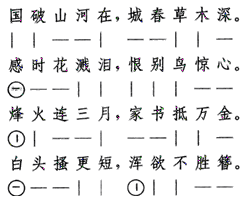 国破山河在，城春草木深。
｜｜——｜，——｜｜—。
感时花溅泪，恨别鸟惊心。
㊀——｜｜，｜｜｜——。
烽火连三月，家书抵万金。
⦶｜——｜，——｜｜—。
白头搔更短，浑欲不胜簪。
㊀——｜｜，⦶｜｜——。